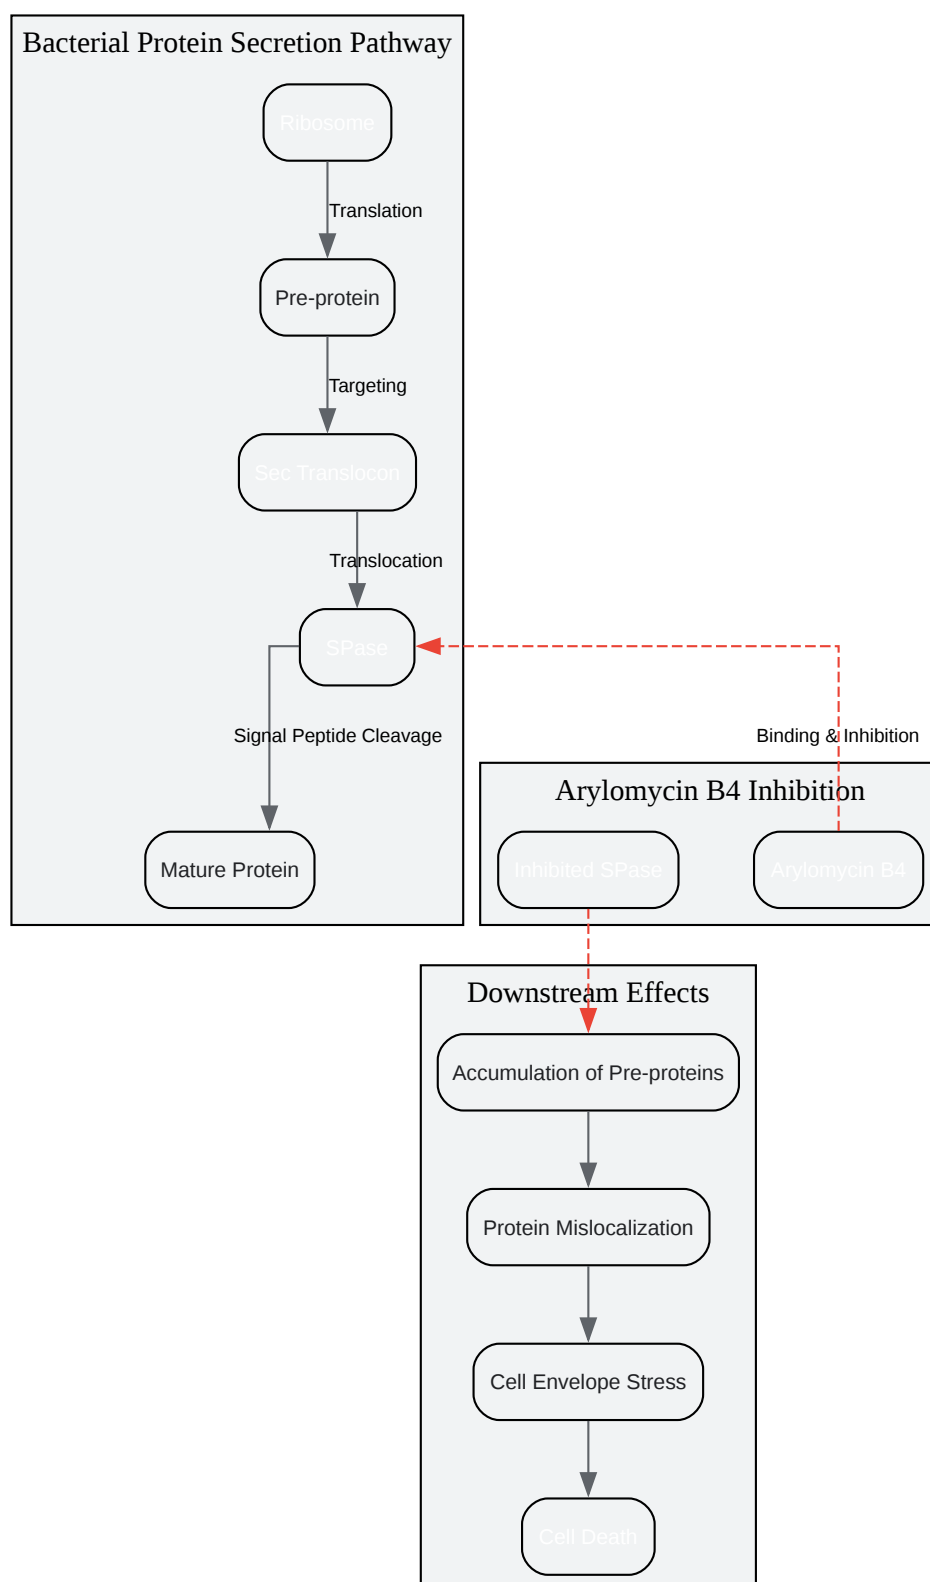 Bacterial Protein Secretion Pathway
Ribosome
Translation
Pre-protein
Targeting
Sec Translocon
Translocation
SPase
Signal Peptide Cleavage
Mature Protein
Binding & Inhibition
Arylomycin B4 Inhibition
Inhibited SPase
Arylomycin B4
Downstream Effects
Accumulation of Pre-proteins
Protein Mislocalization
Cell Envelope Stress
Cell Death